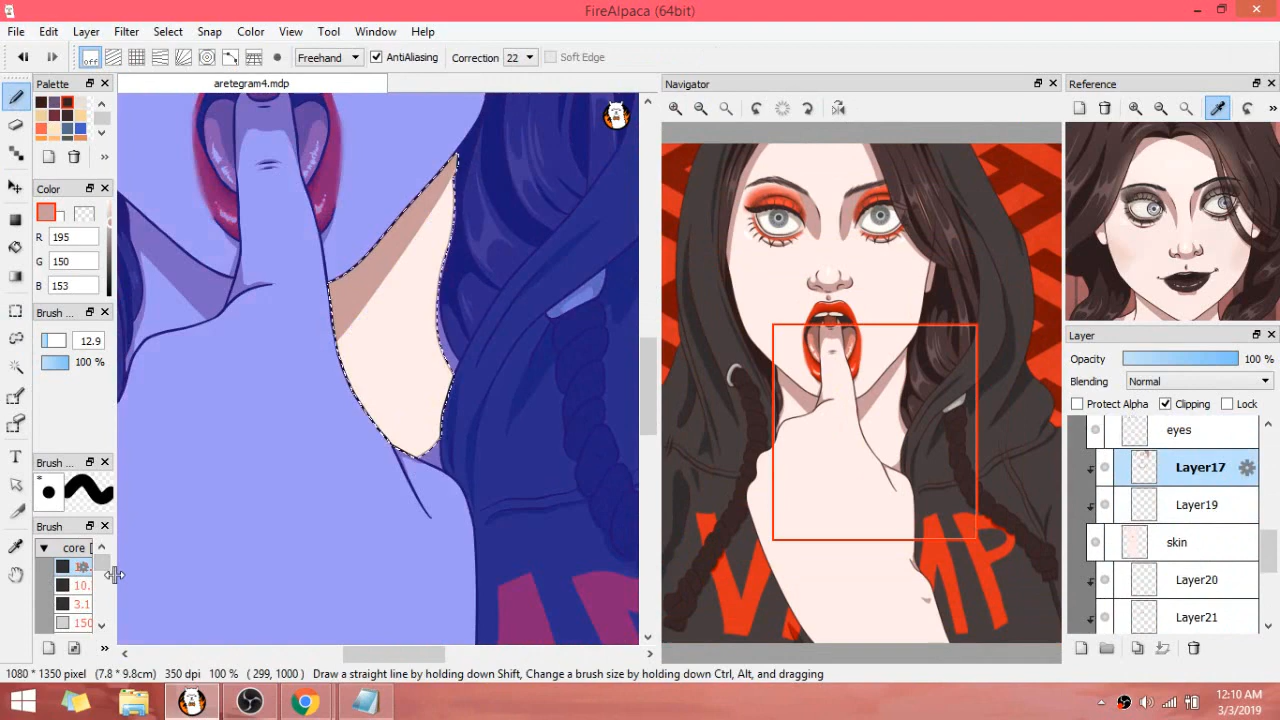 FireAlpaca (64bit)
File Edit Layer Filter Select Snap Color View Tool Window Help
off Freehand AntiAliasing Correction 22 Soft Edge
Palette
aretegram4.mdp
Navigator
Reference
Color
R 195
G 150
B 153
Brush ...
12.9
100 %
Brush ...
Brush
core [
10.
3.1
150
VAMP
Layer
Opacity 100 %
Blending Normal
Protect Alpha Clipping Lock
eyes
Layer17
Layer19
skin
Layer20
Layer21
1080 * 1350 pixel (7.8 * 9.8cm) 350 dpi 100 % ( 299, 1000 ) Draw a straight line by holding down Shift, Change a brush size by holding down Ctrl, Alt, and dragging
12:10 AM
3/3/2019